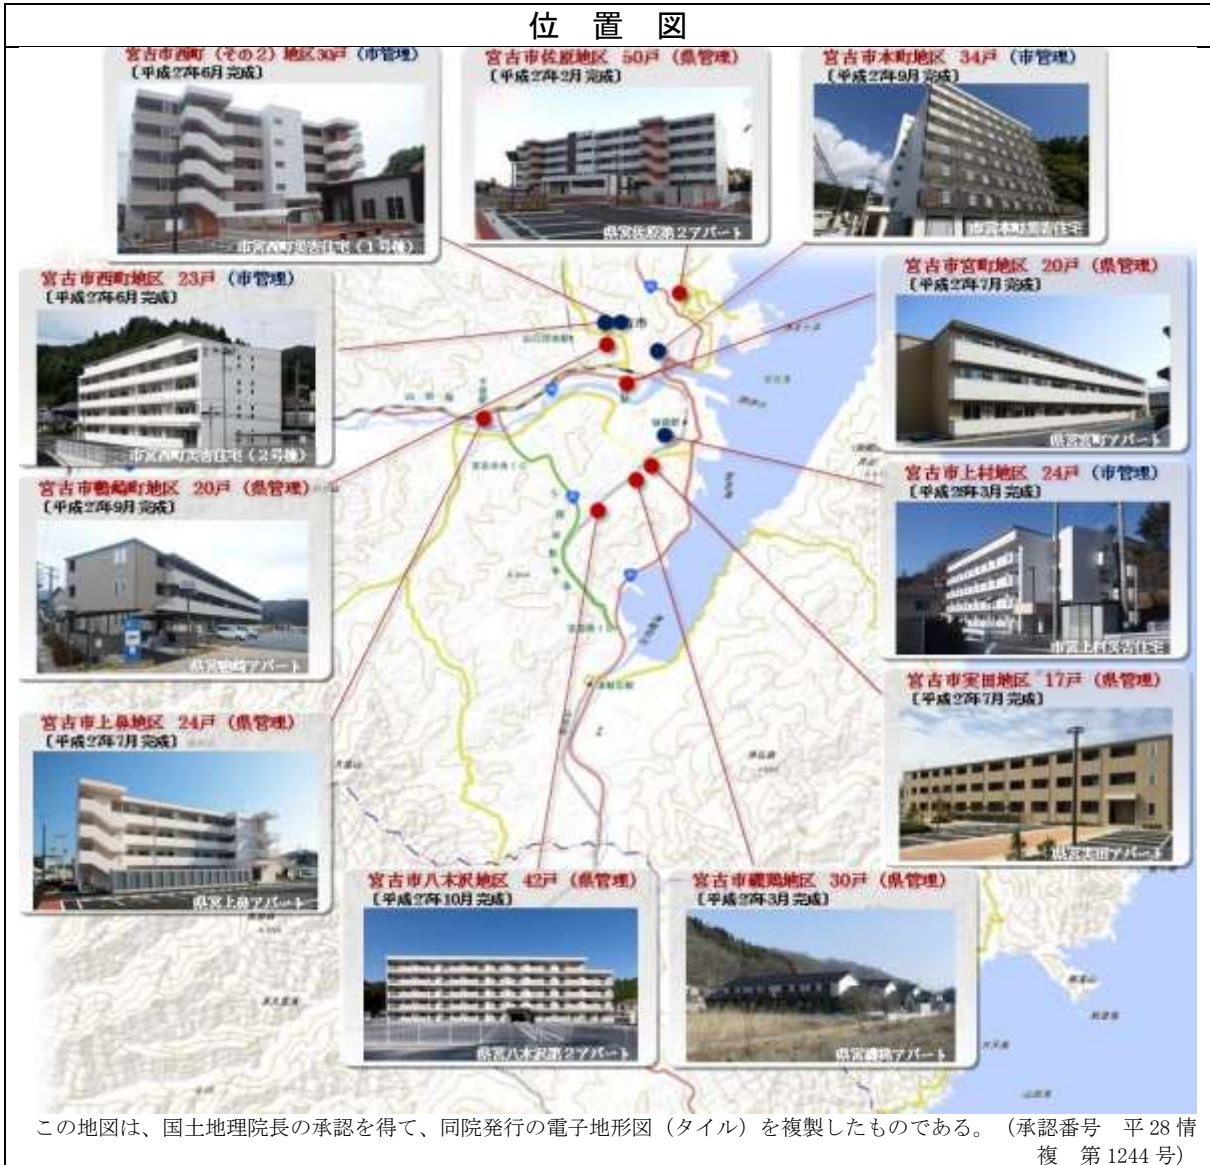 位 置 図
宮古市西町（その2）地区30戸（市管理）
〔平成27年6月完成〕
市営西町災害住宅（1号棟）
宮古市佐原地区 50戸（県管理）
〔平成27年2月完成〕
県営佐原第2アパート
宮古市本町地区 34戸（市管理）
〔平成27年9月完成〕
市営本町災害住宅
宮古市西町地区 23戸（市管理）
〔平成27年6月完成〕
市営西町災害住宅（2号棟）
宮古市宮町地区 20戸（県管理）
〔平成27年7月完成〕
県営宮町アパート
宮古市鴨崎町地区 20戸（県管理）
〔平成27年9月完成〕
県営鴨崎アパート
宮古市上村地区 24戸（市管理）
〔平成28年3月完成〕
市営上村災害住宅
宮古市上鼻地区 24戸（県管理）
〔平成27年7月完成〕
県営上鼻アパート
宮古市実田地区 17戸（県管理）
〔平成27年7月完成〕
県営実田アパート
宮古市八木沢地区 42戸（県管理）
〔平成27年10月完成〕
県営八木沢第2アパート
宮古市磯鶏地区 30戸（県管理）
〔平成27年3月完成〕
県営磯鶏アパート
この地図は、国土地理院長の承認を得て、同院発行の電子地形図（タイル）を複製したものである。（承認番号 平28情
複 第1244号）